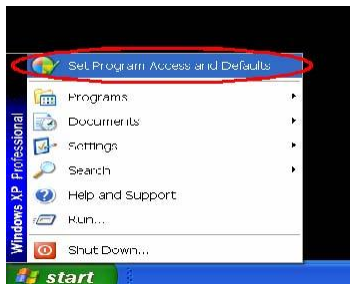 Set Program Access and Defaults
Programs
Documents
Settings
Search
Help and Support
Run...
Shut Down...
Windows XP Professional
start